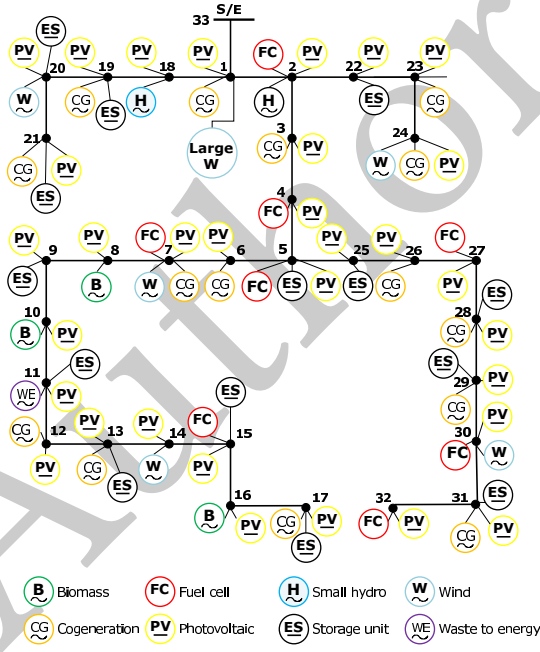 S/E
33
ES
PV PV PV PV FC PV PV PV
20 19 18 1 2 22 23
W CG ES H CG H ES CG
Large
W
21
CG PV
ES
3
CG PV
24
W CG PV
4
FC PV
PV PV FC PV PV PV PV PV FC
9 8 7 6 5 25 26 27
ES B W CG CG FC ES PV ES CG PV
10
B PV
28 ES
CG PV
11 ES
WE PV
ES
29 PV
CG
CG
12
PV
PV 13
CG ES
PV 14
W
ES
FC 15
PV
PV
30
FC W
16
B PV
17
CG PV
ES
32
FC PV
ES
31
CG PV
B Biomass FC Fuel cell H Small hydro W Wind
CG Cogeneration PV Photovoltaic ES Storage unit WE Waste to energy
Author